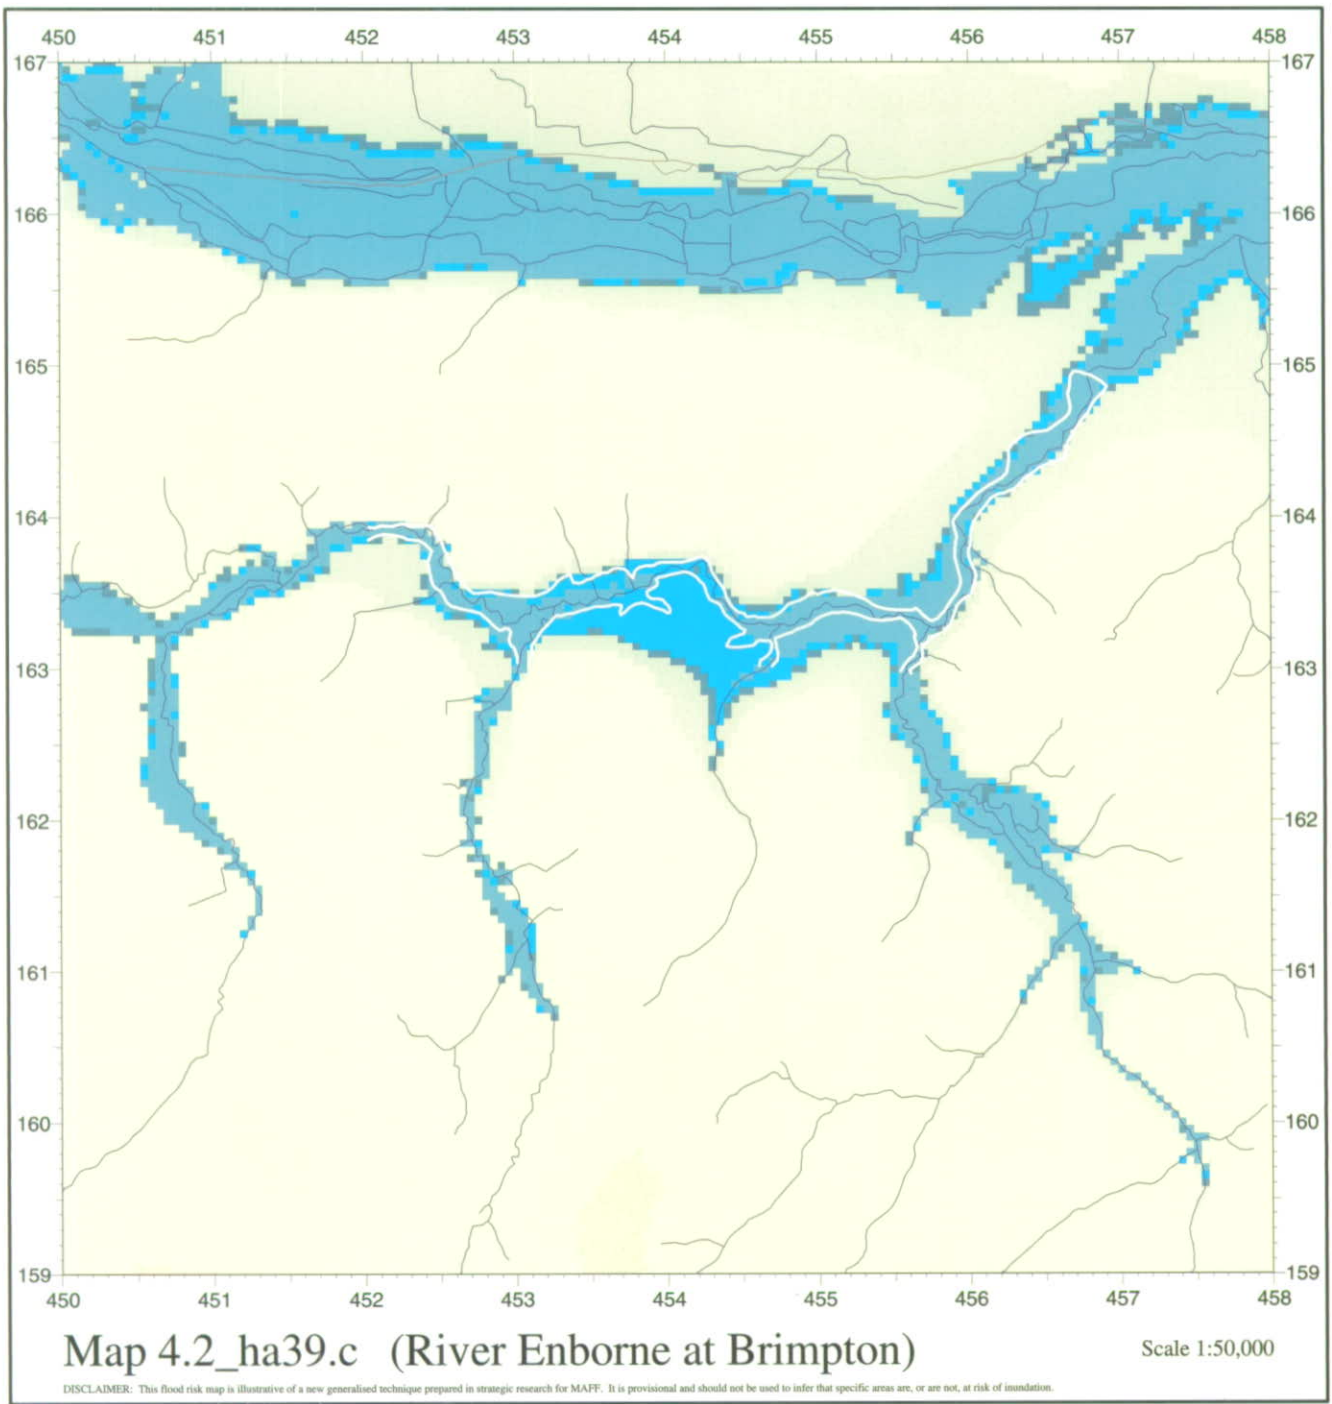 450 451 452 453 454 455 456 457 458
167 167
166 166
165 165
164 164
163 163
162 162
161 161
160 160
159 159
450 451 452 453 454 455 456 457 458
Map 4.2_ha39.c (River Enborne at Brimpton) Scale 1:50,000
DISCLAIMER: This flood risk map is illustrative of a new generalised technique prepared in strategic research for MAFF. It is provisional and should not be used to infer that specific areas are, or are not, at risk of inundation.